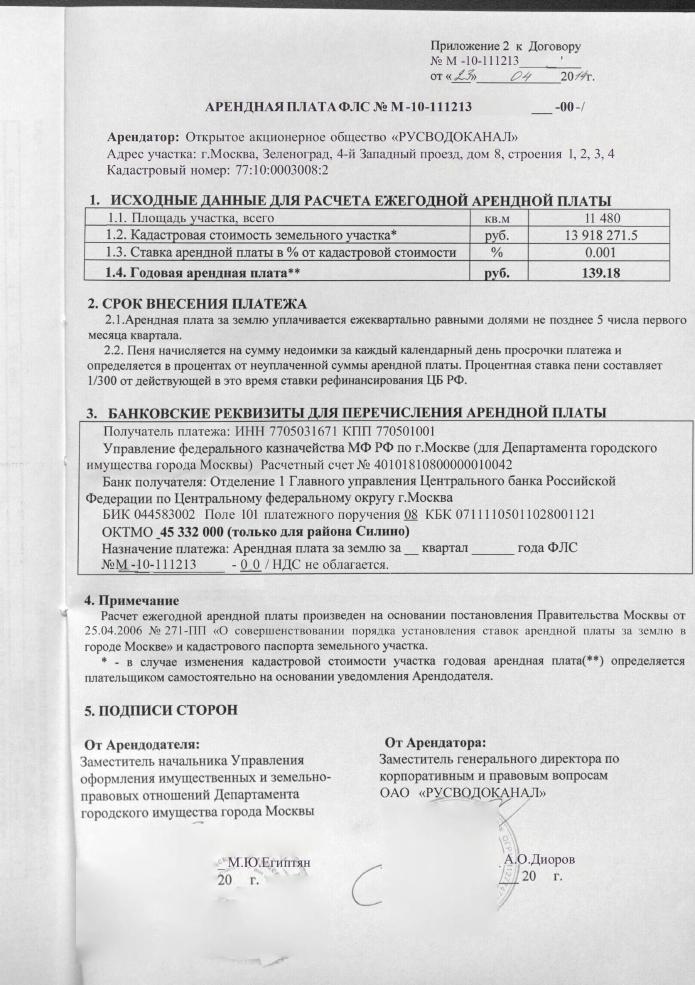 Приложение 2 к Договору
№ М -10-111213______'___
от «23» 04 2014г.
АРЕНДНАЯ ПЛАТА ФЛС № М -10-111213 ___ -00 -/
Арендатор: Открытое акционерное общество «РУСВОДОКАНАЛ»
Адрес участка: г.Москва, Зеленоград, 4-й Западный проезд, дом 8, строения 1, 2, 3, 4
Кадастровый номер: 77:10:0003008:2
1. ИСХОДНЫЕ ДАННЫЕ ДЛЯ РАСЧЕТА ЕЖЕГОДНОЙ АРЕНДНОЙ ПЛАТЫ
1.1. Площадь участка, всего кв.м 11 480
1.2. Кадастровая стоимость земельного участка* руб. 13 918 271.5
1.3. Ставка арендной платы в % от кадастровой стоимости % 0.001
1.4. Годовая арендная плата** руб. 139.18
2. СРОК ВНЕСЕНИЯ ПЛАТЕЖА
2.1.Арендная плата за землю уплачивается ежеквартально равными долями не позднее 5 числа первого
месяца квартала.
2.2. Пеня начисляется на сумму недоимки за каждый календарный день просрочки платежа и
определяется в процентах от неуплаченной суммы арендной платы. Процентная ставка пени составляет
1/300 от действующей в это время ставки рефинансирования ЦБ РФ.
3. БАНКОВСКИЕ РЕКВИЗИТЫ ДЛЯ ПЕРЕЧИСЛЕНИЯ АРЕНДНОЙ ПЛАТЫ
Получатель платежа: ИНН 7705031671 КПП 770501001
Управление федерального казначейства МФ РФ по г.Москве (для Департамента городского
имущества города Москвы) Расчетный счет № 40101810800000010042
Банк получателя: Отделение 1 Главного управления Центрального банка Российской
Федерации по Центральному федеральному округу г.Москва
БИК 044583002 Поле 101 платежного поручения 08 КБК 07111105011028001121
ОКТМО _45 332 000 (только для района Силино)
Назначение платежа: Арендная плата за землю за __ квартал ______ года ФЛС
№М -10-111213____ - 0 0 / НДС не облагается.
4. Примечание
Расчет ежегодной арендной платы произведен на основании постановления Правительства Москвы от
25.04.2006 № 271-ПП «О совершенствовании порядка установления ставок арендной платы за землю в
городе Москве» и кадастрового паспорта земельного участка.
* - в случае изменения кадастровой стоимости участка годовая арендная плата(**) определяется
плательщиком самостоятельно на основании уведомления Арендодателя.
5. ПОДПИСИ СТОРОН
От Арендодателя:
Заместитель начальника Управления
оформления имущественных и земельно-
правовых отношений Департамента
городского имущества города Москвы
_М.Ю.Египтян
20 г.
От Арендатора:
Заместитель генерального директора по
корпоративным и правовым вопросам
ОАО «РУСВОДОКАНАЛ»
А.О.Диоров
___ 20 г.